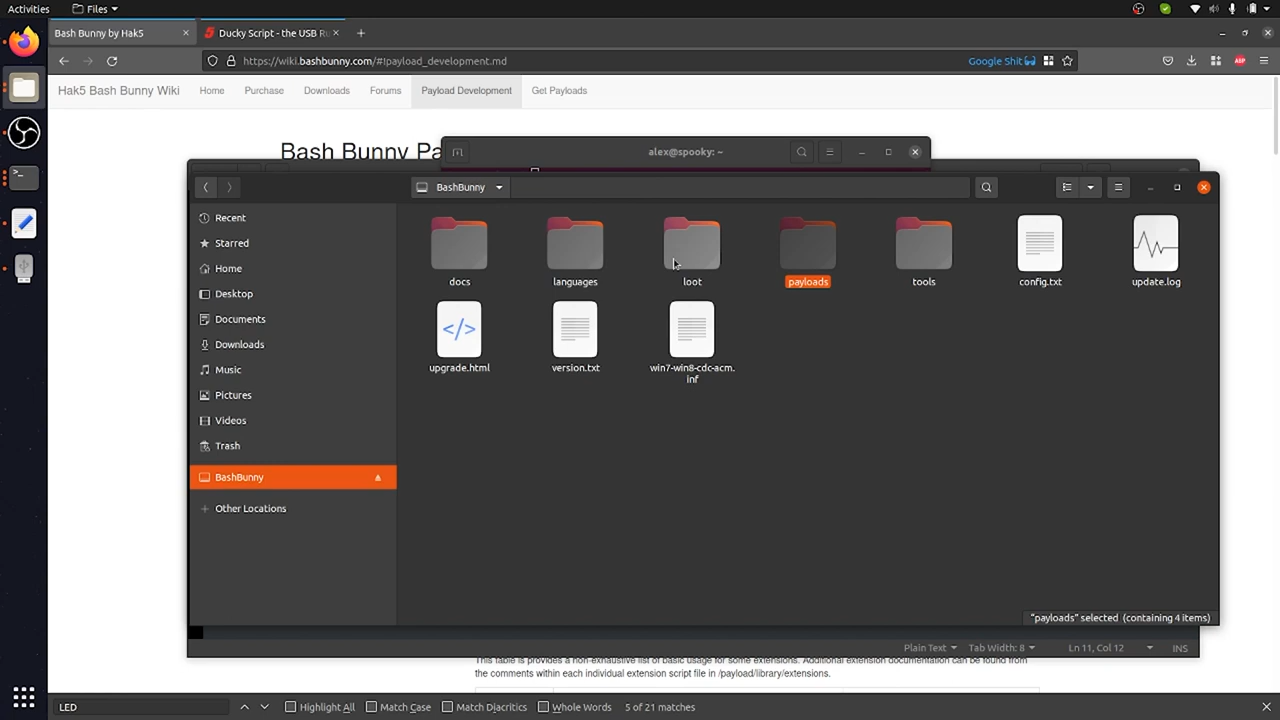 Activities
Files
Bash Bunny by Hak5
Ducky Script - the USB Ru
https://wiki.bashbunny.com/#!payload_development.md
Google Shit
ABP
Hak5 Bash Bunny Wiki
Home
Purchase
Downloads
Forums
Payload Development
Get Payloads
Bash Bunny Pa
alex@spooky: ~
BashBunny
Recent
Starred
Home
Desktop
Documents
Downloads
Music
Pictures
Videos
Trash
BashBunny
Other Locations
docs
languages
loot
payloads
tools
config.txt
update.log
upgrade.html
version.txt
win7-win8-cdc-acm.
inf
"payloads" selected (containing 4 items)
Plain Text
Tab Width: 8
Ln 11, Col 12
INS
This table is provides a non-exhaustive list of basic usage for some extensions. Additional extension documentation can be found from
the comments within each individual extension script file in /payload/library/extensions.
LED
Highlight All
Match Case
Match Diacritics
Whole Words
5 of 21 matches